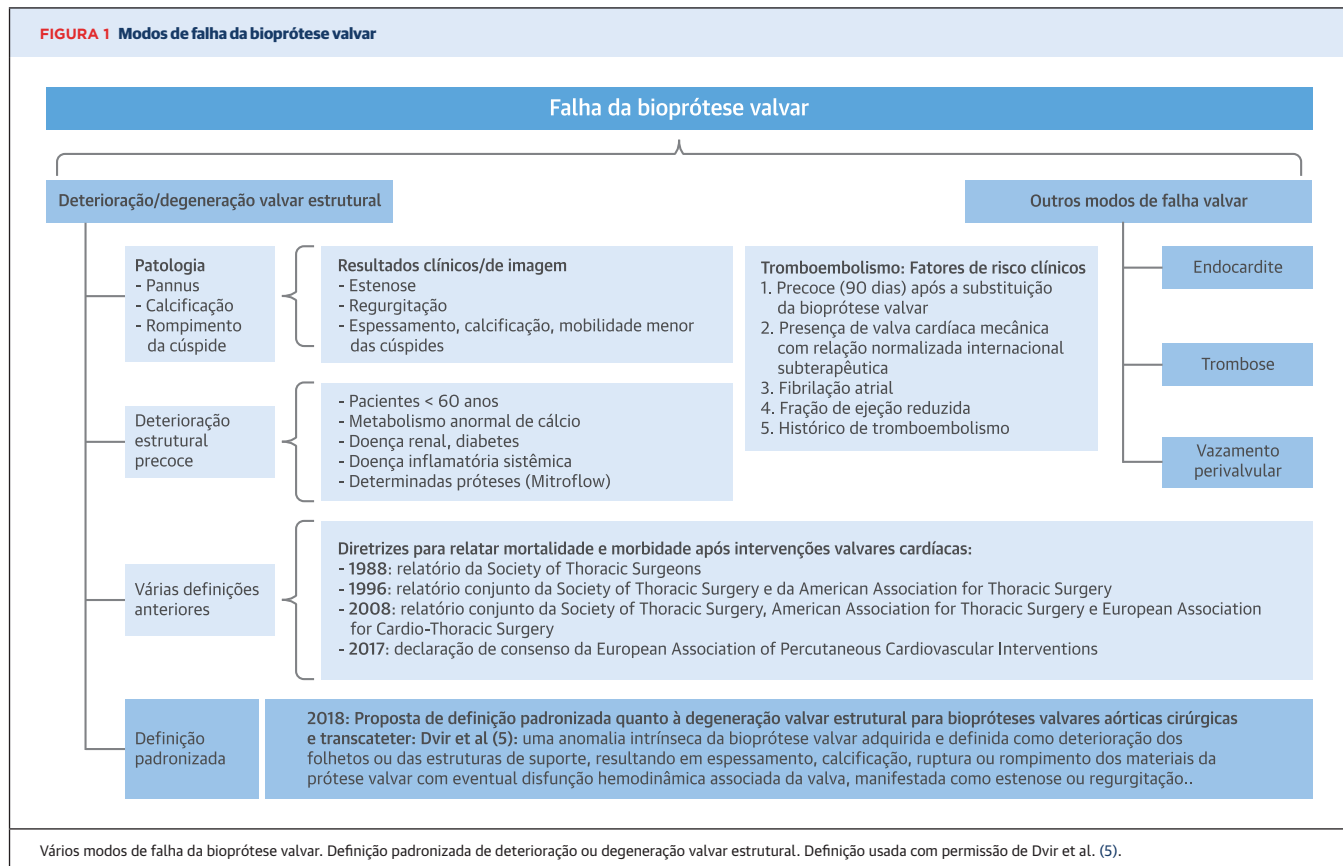 FIGURA 1 Modos de falha da bioprótese valvar
Falha da bioprótese valvar
Deterioração/degeneração valvar estrutural
Patologia
- Pannus
- Calcificação
- Rompimento
da cúspide
Resultados clínicos/de imagem
- Estenose
- Regurgitação
- Espessamento, calcificação, mobilidade menor
das cúspides
Deterioração
estrutural
precoce
- Pacientes < 60 anos
- Metabolismo anormal de cálcio
- Doença renal, diabetes
- Doença inflamatória sistêmica
- Determinadas próteses (Mitroflow)
Tromboembolismo: Fatores de risco clínicos
1. Precoce (90 dias) após a substituição
da bioprótese valvar
2. Presença de valva cardíaca mecânica
com relação normalizada internacional
subterapêutica
3. Fibrilação atrial
4. Fração de ejeção reduzida
5. Histórico de tromboembolismo
Outros modos de falha valvar
Endocardite
Trombose
Vazamento
perivalvular
Várias definições
anteriores
Diretrizes para relatar mortalidade e morbidade após intervenções valvares cardíacas:
- 1988: relatório da Society of Thoracic Surgeons
- 1996: relatório conjunto da Society of Thoracic Surgery e da American Association for Thoracic Surgery
- 2008: relatório conjunto da Society of Thoracic Surgery, American Association for Thoracic Surgery e European Association
for Cardio-Thoracic Surgery
- 2017: declaração de consenso da European Association of Percutaneous Cardiovascular Interventions
Definição
padronizada
2018: Proposta de definição padronizada quanto à degeneração valvar estrutural para biopróteses valvares aórticas cirúrgicas
e transcateter: Dvir et al (5): uma anomalia intrínseca da bioprótese valvar adquirida e definida como deterioração dos
folhetos ou das estruturas de suporte, resultando em espessamento, calcificação, ruptura ou rompimento dos materiais da
prótese valvar com eventual disfunção hemodinâmica associada da valva, manifestada como estenose ou regurgitação..
Vários modos de falha da bioprótese valvar. Definição padronizada de deterioração ou degeneração valvar estrutural. Definição usada com permissão de Dvir et al. (5).